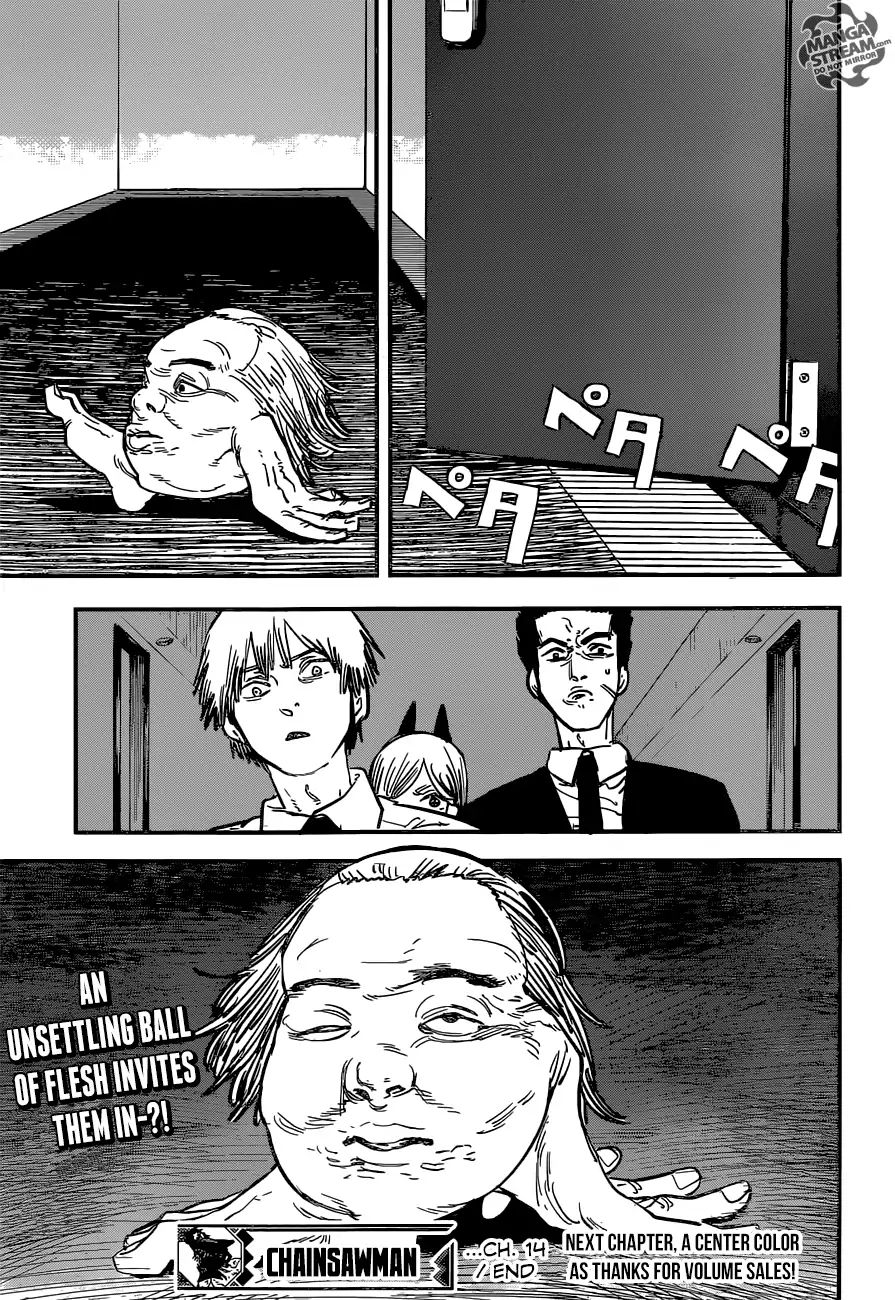 MANGA
STREAM.com
DO NOT MIRROR
ペタ
ペタ
ペタ
AN
UNSETTLING BALL
OF FLESH INVITES
THEM IN-?!
CHAINSAWMAN
...CH. 14
/ END
NEXT CHAPTER, A CENTER COLOR
AS THANKS FOR VOLUME SALES!